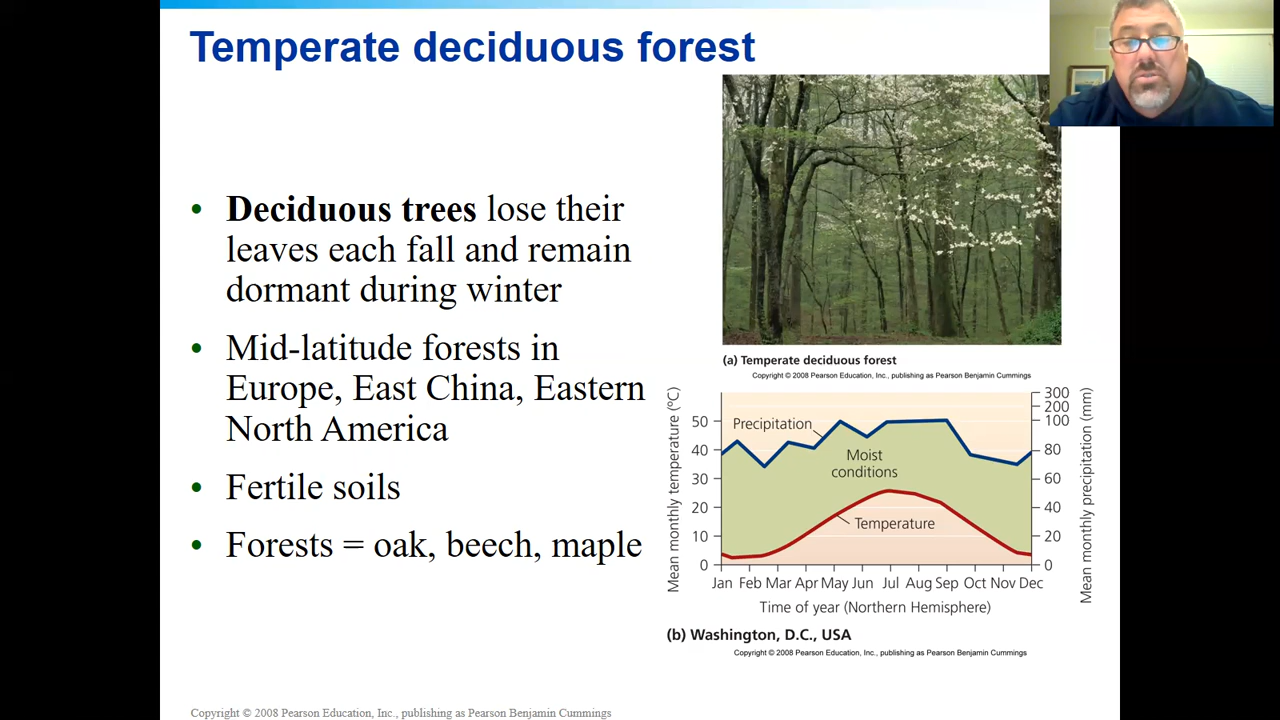 Temperate deciduous forest
• Deciduous trees lose their
leaves each fall and remain
dormant during winter
• Mid-latitude forests in
Europe, East China, Eastern
North America
• Fertile soils
• Forests = oak, beech, maple
(a) Temperate deciduous forest
Copyright © 2008 Pearson Education, Inc., publishing as Pearson Benjamin Cummings
Mean monthly temperature (°C)
50
40
30
20
10
0
Precipitation
Moist
conditions
Temperature
300
200
100
80
60
40
20
0
Mean monthly precipitation (mm)
Jan Feb Mar Apr May Jun Jul Aug Sep Oct Nov Dec
Time of year (Northern Hemisphere)
(b) Washington, D.C., USA
Copyright © 2008 Pearson Education, Inc., publishing as Pearson Benjamin Cummings
Copyright © 2008 Pearson Education, Inc., publishing as Pearson Benjamin Cummings